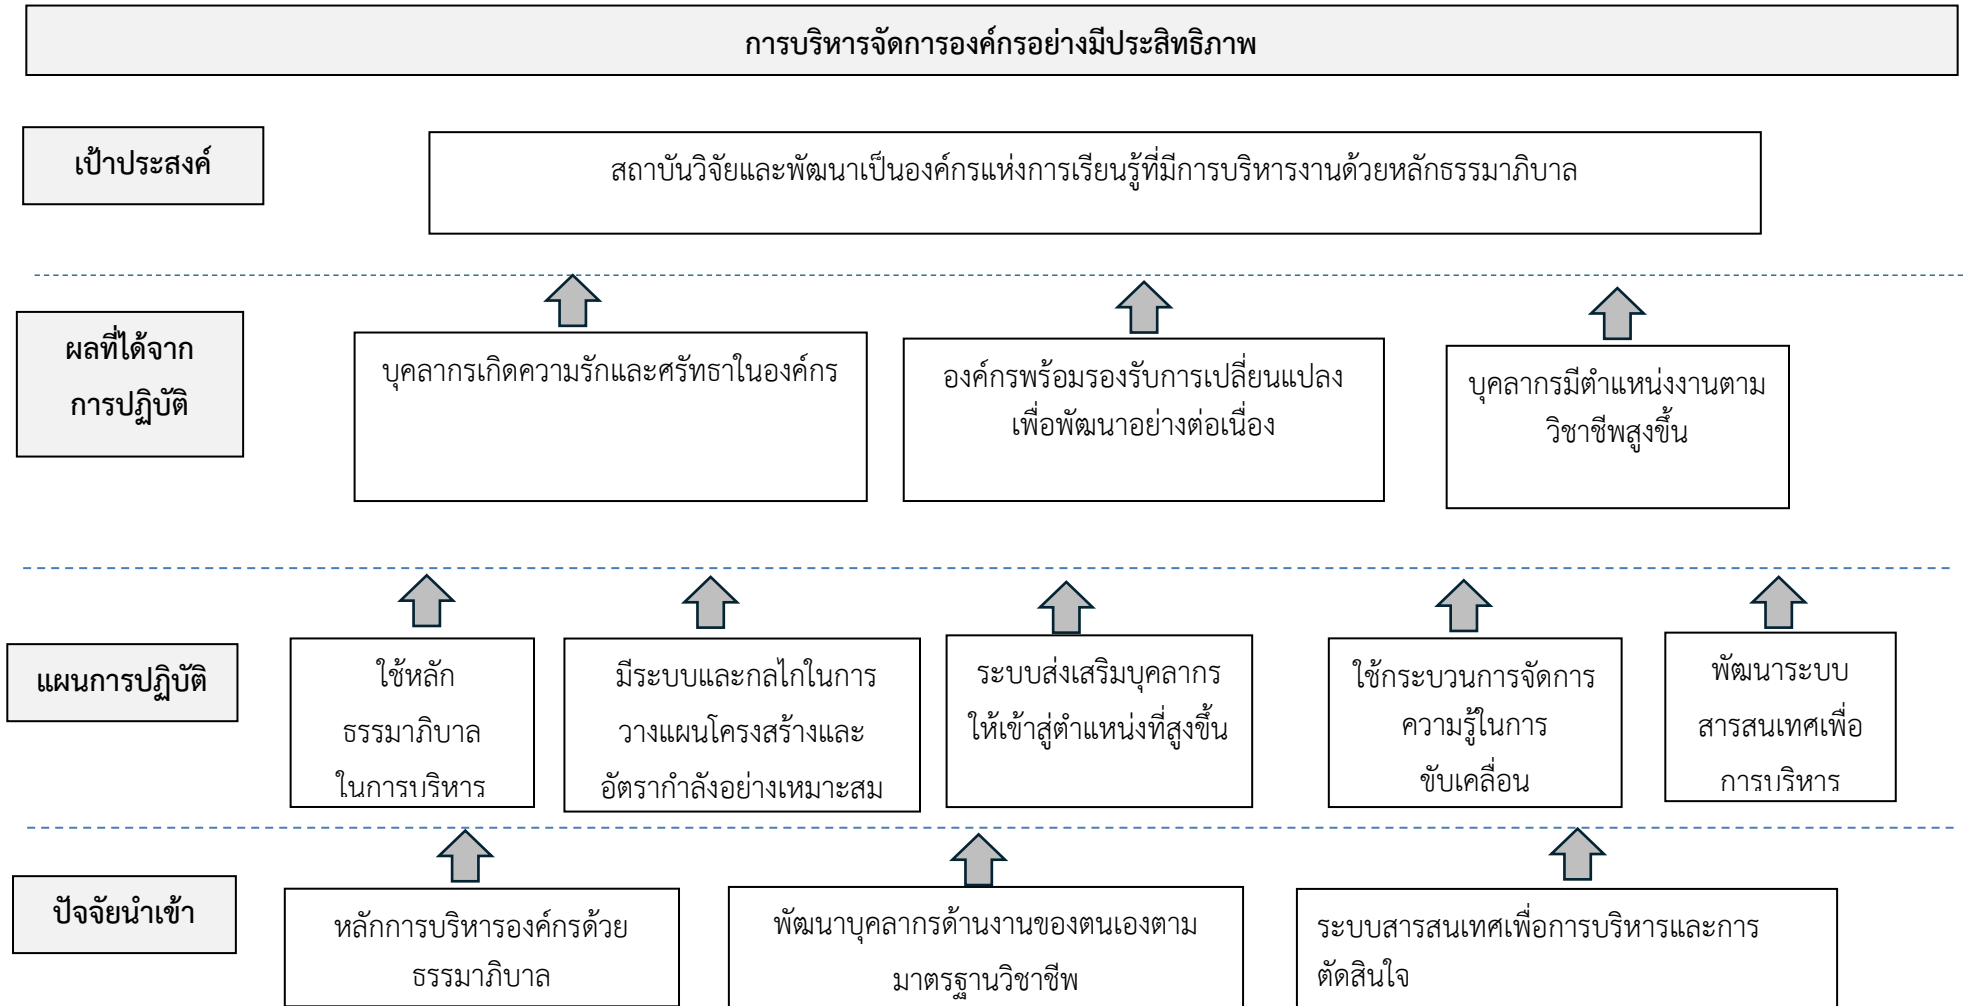 การบริหารจัดการองค์กรอย่างมีประสิทธิภาพ
เป้าประสงค์
สถาบันวิจัยและพัฒนาเป็นองค์กรแห่งการเรียนรู้ที่มีการบริหารงานด้วยหลักธรรมาภิบาล
ผลที่ได้จาก
การปฏิบัติ
บุคลากรเกิดความรักและศรัทธาในองค์กร
องค์กรพร้อมรองรับการเปลี่ยนแปลง
เพื่อพัฒนาอย่างต่อเนื่อง
บุคลากรมีตำแหน่งงานตาม
วิชาชีพสูงขึ้น
แผนการปฏิบัติ
ใช้หลัก
ธรรมาภิบาล
ในการบริหาร
มีระบบและกลไกในการ
วางแผนโครงสร้างและ
อัตรากำลังอย่างเหมาะสม
ระบบส่งเสริมบุคลากร
ให้เข้าสู่ตำแหน่งที่สูงขึ้น
ใช้กระบวนการจัดการ
ความรู้ในการ
ขับเคลื่อน
พัฒนาระบบ
สารสนเทศเพื่อ
การบริหาร
ปัจจัยนำเข้า
หลักการบริหารองค์กรด้วย
ธรรมาภิบาล
พัฒนาบุคลากรด้านงานของตนเองตาม
มาตรฐานวิชาชีพ
ระบบสารสนเทศเพื่อการบริหารและการ
ตัดสินใจ